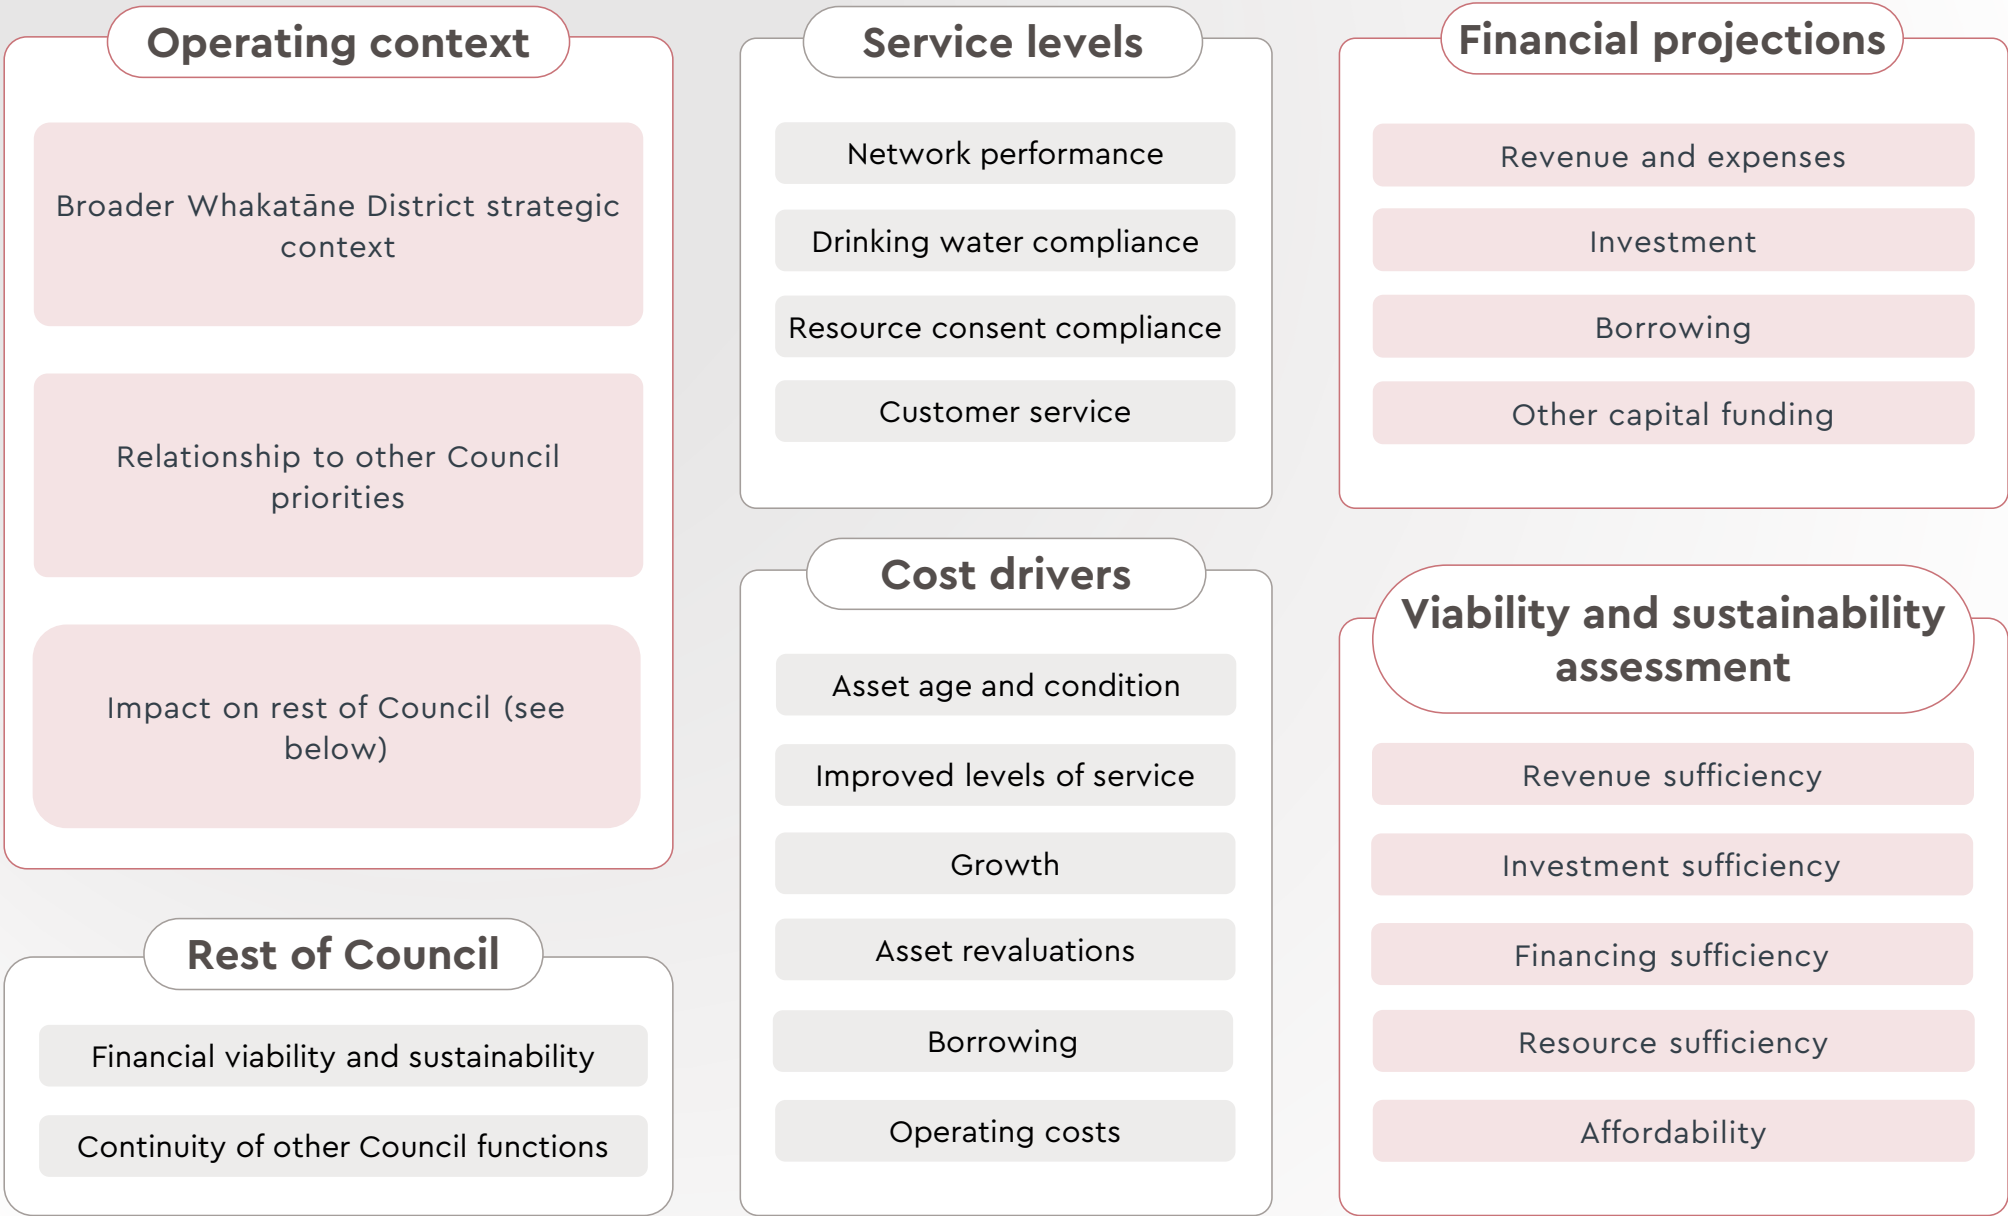 Operating context
Broader Whakatāne District strategic
context
Relationship to other Council
priorities
Impact on rest of Council (see
below)
Rest of Council
Financial viability and sustainability
Continuity of other Council functions
Service levels
Network performance
Drinking water compliance
Resource consent compliance
Customer service
Cost drivers
Asset age and condition
Improved levels of service
Growth
Asset revaluations
Borrowing
Operating costs
Financial projections
Revenue and expenses
Investment
Borrowing
Other capital funding
Viability and sustainability
assessment
Revenue sufficiency
Investment sufficiency
Financing sufficiency
Resource sufficiency
Affordability